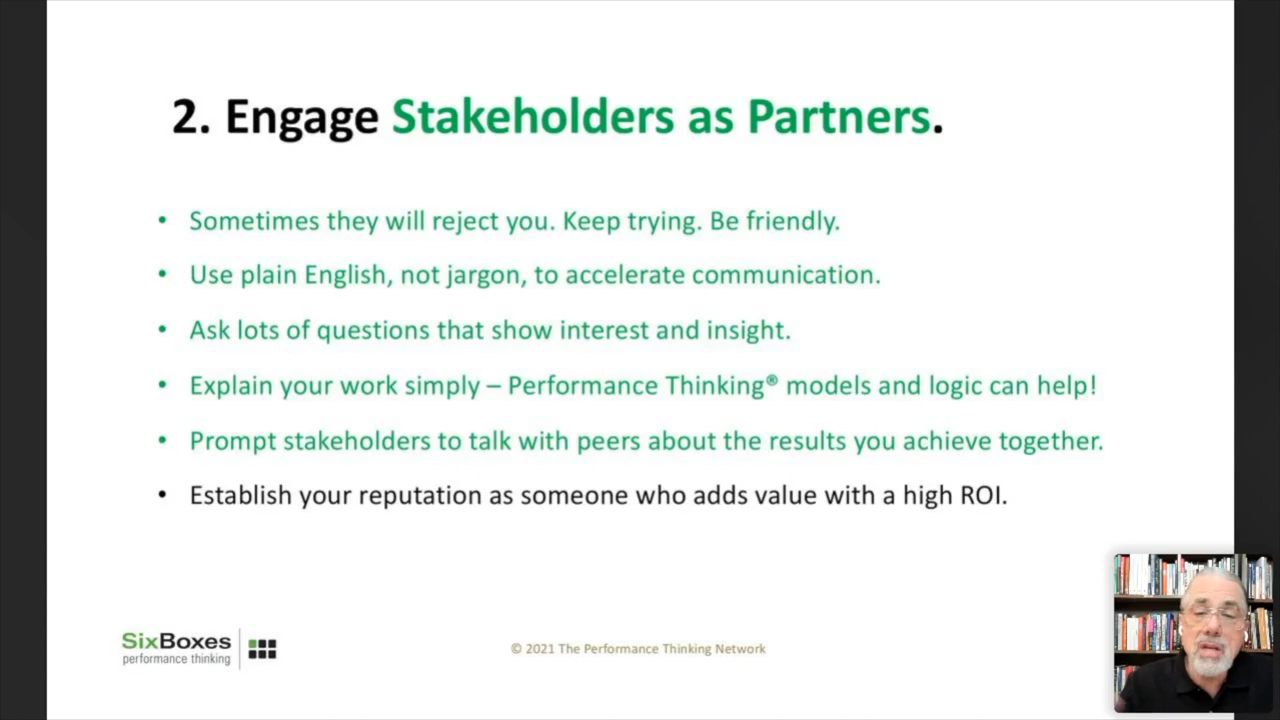 2. Engage Stakeholders as Partners.
• Sometimes they will reject you. Keep trying. Be friendly.
• Use plain English, not jargon, to accelerate communication.
• Ask lots of questions that show interest and insight.
• Explain your work simply – Performance Thinking® models and logic can help!
• Prompt stakeholders to talk with peers about the results you achieve together.
• Establish your reputation as someone who adds value with a high ROI.
SixBoxes
performance thinking
© 2021 The Performance Thinking Network